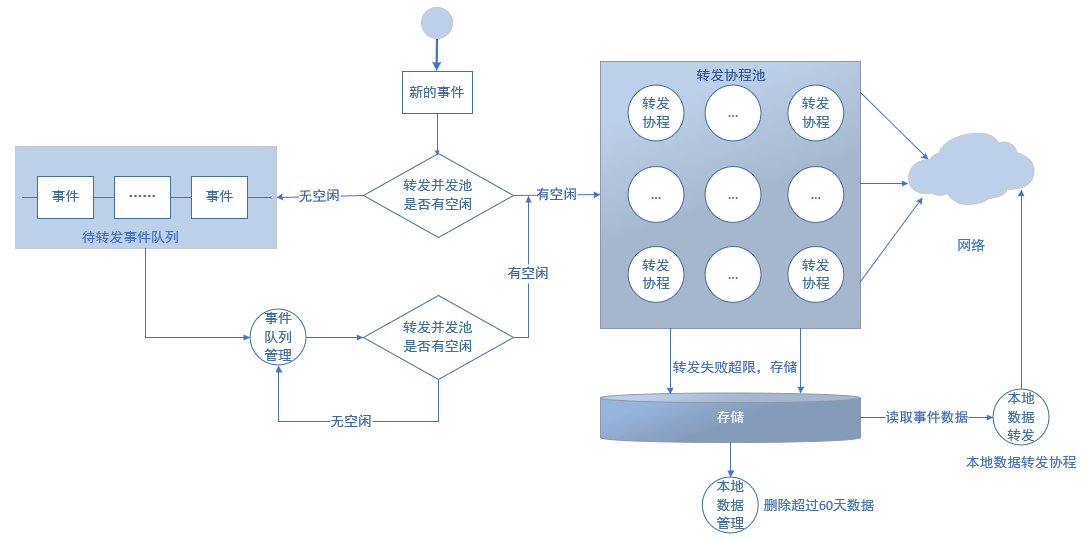 新的事件
转发并发池
是否有空闲
无空闲
有空闲
事件
……
事件
待转发事件队列
转发协程池
转发
协程
...
转发
协程
...
...
...
转发
协程
...
转发
协程
网络
有空闲
事件
队列
管理
转发并发池
是否有空闲
无空闲
转发失败超限，存储
存储
读取事件数据
本地
数据
转发
本地数据转发协程
本地
数据
管理
删除超过60天数据